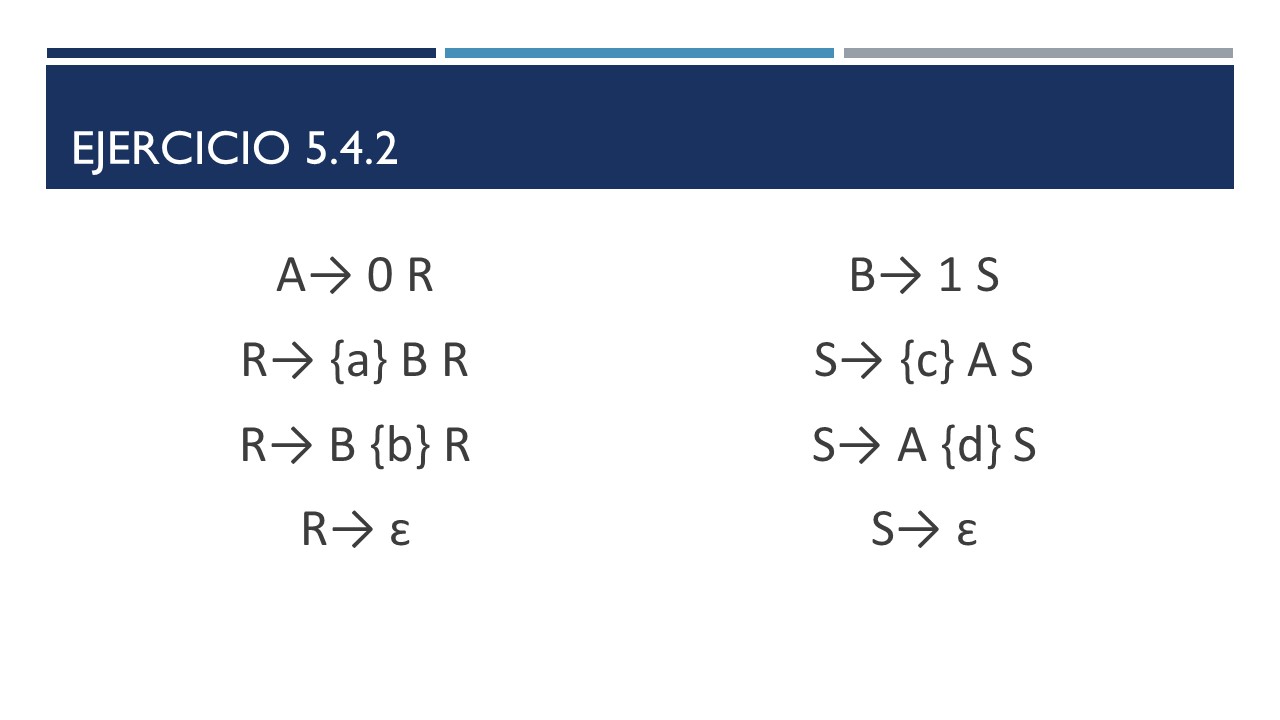 EJERCICIO 5.4.2
A→ 0 R
R→ {a} B R
R→ B {b} R
R→ ε
B→ 1 S
S→ {c} A S
S→ A {d} S
S→ ε